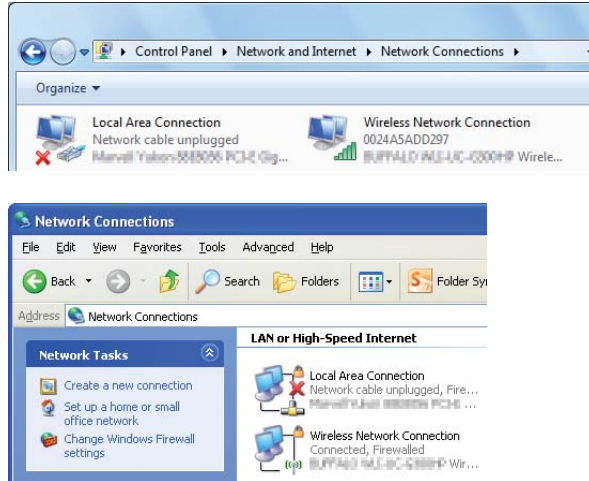 Control Panel ▸ Network and Internet ▸ Network Connections ▸
Organize ▾
Local Area Connection
Network cable unplugged
Wireless Network Connection
0024A5ADD297
Wirele...
Network Connections
File Edit View Favorites Tools Advanced Help
Back Search Folders Folder Sy
Address Network Connections
Network Tasks
Create a new connection
Set up a home or small
office network
Change Windows Firewall
settings
LAN or High-Speed Internet
Local Area Connection
Network cable unplugged, Fire...
Wireless Network Connection
Connected, Firewalled
Wir...